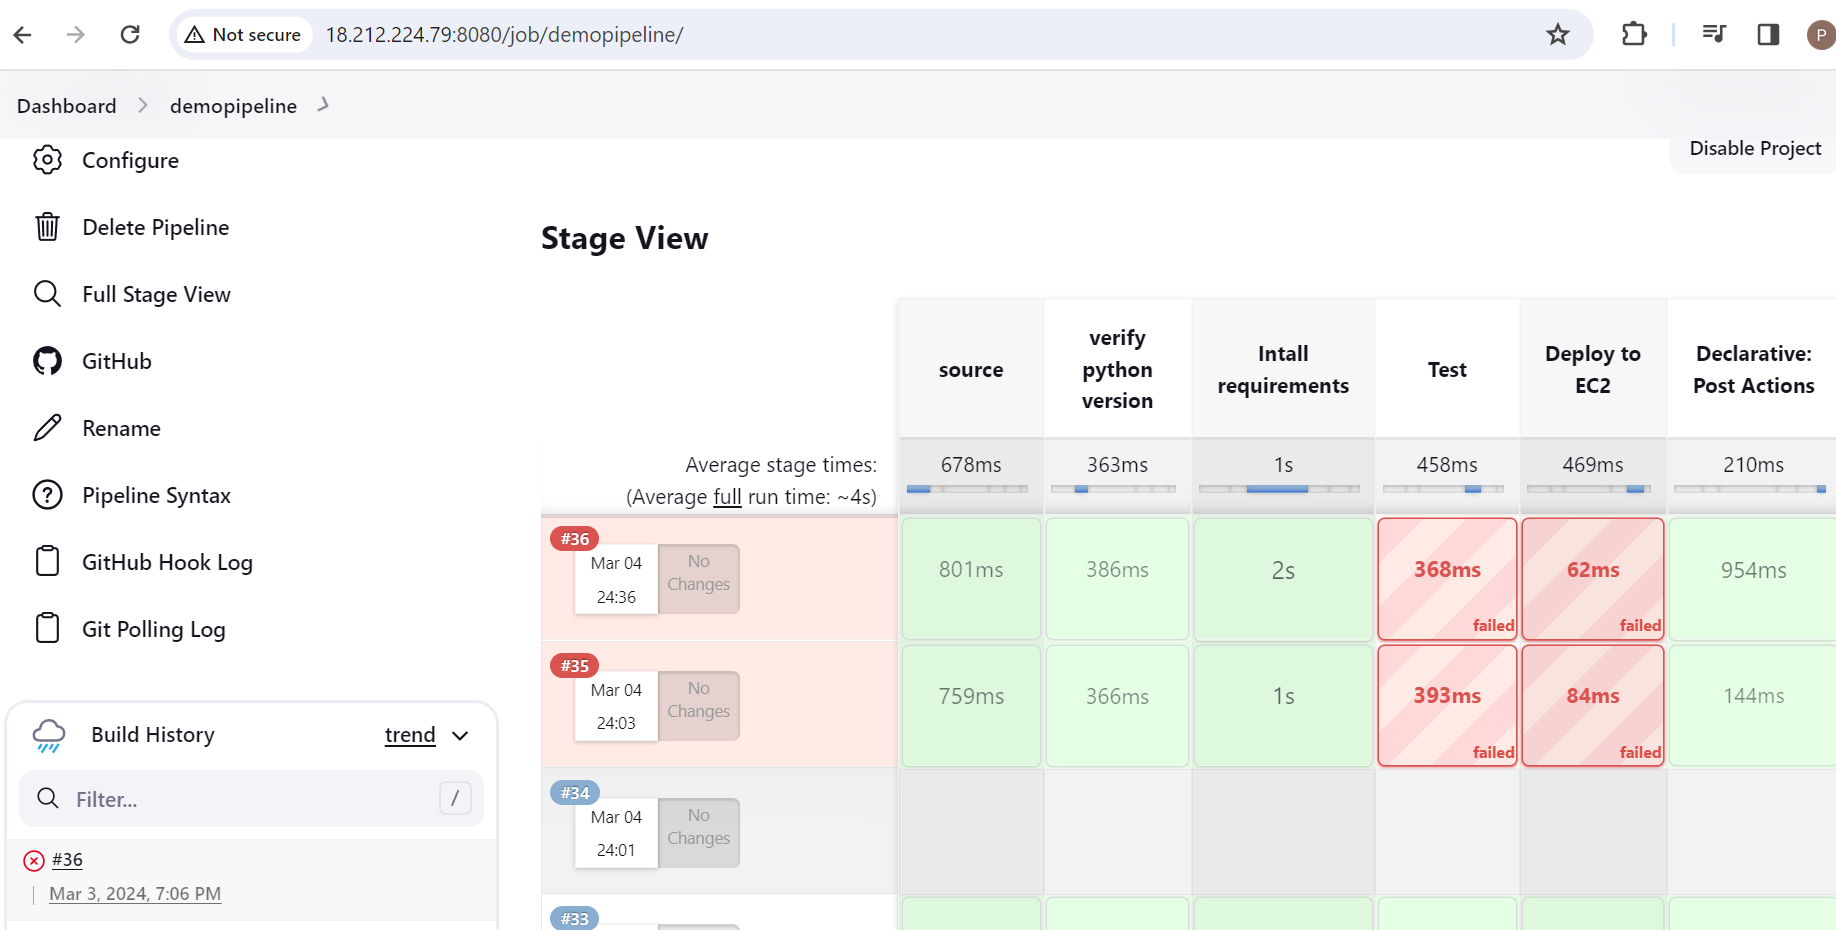 Not secure 18.212.224.79:8080/job/demopipeline/
P
Dashboard demopipeline
Configure
Delete Pipeline
Full Stage View
GitHub
Rename
Pipeline Syntax
GitHub Hook Log
Git Polling Log
Build History trend
Filter... /
#36
Mar 3, 2024, 7:06 PM
Disable Project
Stage View
source
verify
python
version
Intall
requirements
Test
Deploy to
EC2
Declarative:
Post Actions
Average stage times:
(Average full run time: ~4s)
678ms 363ms 1s 458ms 469ms 210ms
#36
Mar 04
24:36
No
Changes
801ms 386ms 2s 368ms 62ms 954ms
failed failed
#35
Mar 04
24:03
No
Changes
759ms 366ms 1s 393ms 84ms 144ms
failed failed
#34
Mar 04
24:01
No
Changes
#33